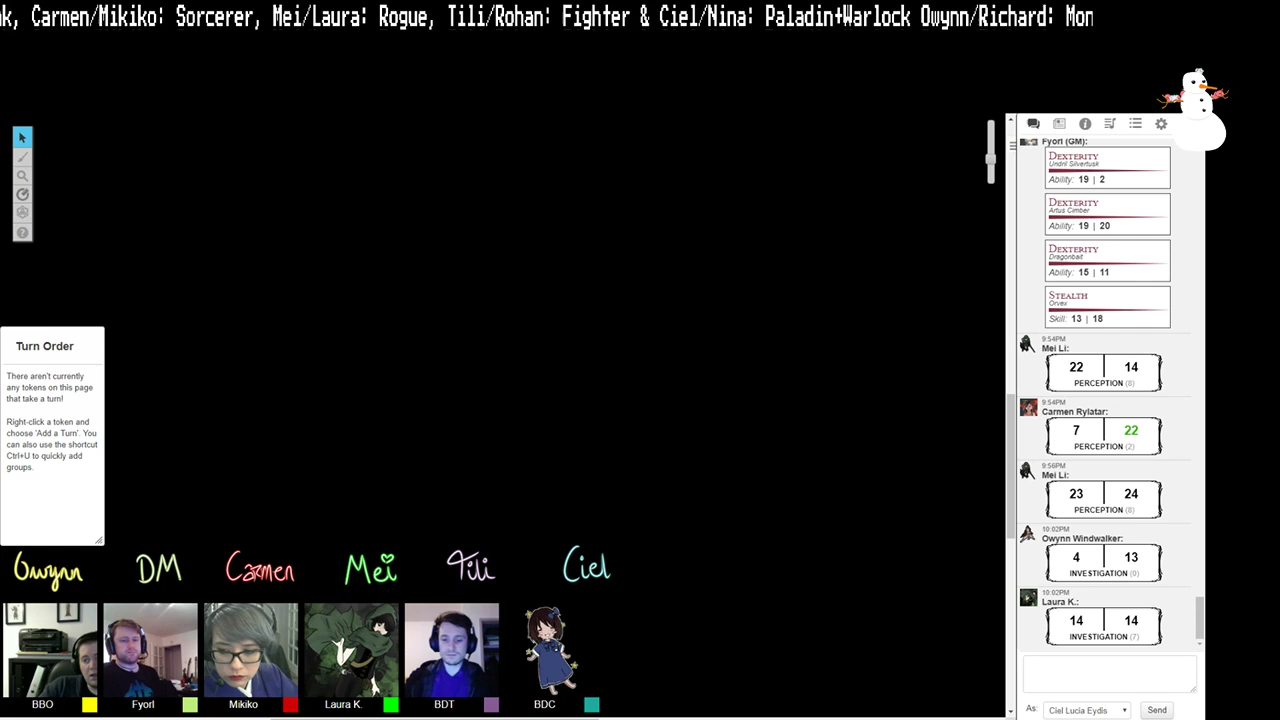 k, Carmen/Mikiko: Sorcerer, Mei/Laura: Rogue, Tili/Rohan: Fighter & Ciel/Nina: Paladin+Warlock Owynn/Richard: Mon
Fyorl (GM):
DEXTERITY
Undril Silvertusk
Ability: 19 | 2
DEXTERITY
Artus Cimber
Ability: 19 | 20
DEXTERITY
Dragonbait
Ability: 15 | 11
STEALTH
Orvex
Skill: 13 | 18
9:54PM
Mei Li:
22 14
PERCEPTION (8)
9:54PM
Carmen Rylatar:
7 22
PERCEPTION (2)
9:56PM
Mei Li:
23 24
PERCEPTION (8)
10:02PM
Owynn Windwalker:
4 13
INVESTIGATION (0)
10:02PM
Laura K.:
14 14
INVESTIGATION (7)
As: Ciel Lucia Eydis Send
Turn Order
There aren't currently
any tokens on this page
that take a turn!
Right-click a token and
choose 'Add a Turn'. You
can also use the shortcut
Ctrl+U to quickly add
groups.
Owynn DM Carmen Mei Tili Ciel
BBO Fyorl Mikiko Laura K. BDT BDC